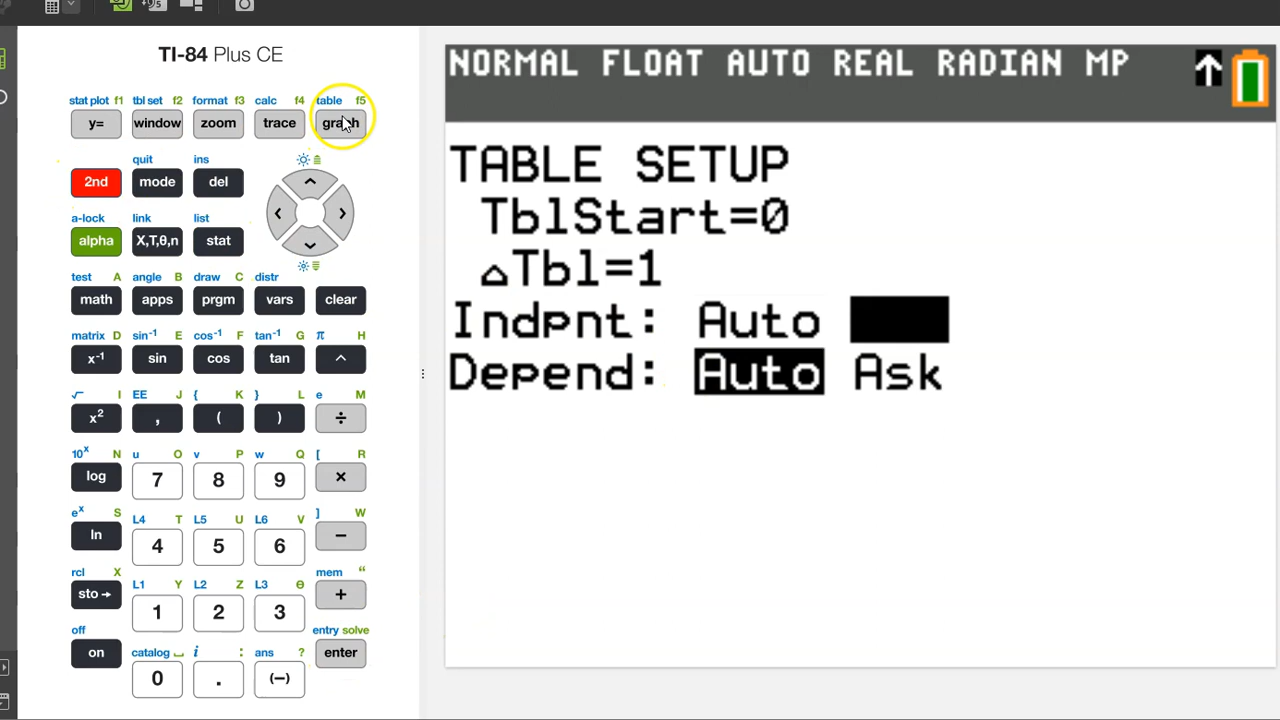 TI-84 Plus CE
stat plot f1 tbl set f2 format f3 calc f4 table f5
y= window zoom trace graph
quit ins
2nd mode del
a-lock link list
alpha X,T,θ,n stat
test A angle B draw C distr
math apps prgm vars clear
matrix D sin⁻¹ E cos⁻¹ F tan⁻¹ G π H
x⁻¹ sin cos tan ^
√ I EE J { K } L e M
x² , ( ) ÷
10ˣ N u O v P w Q [ R
log 7 8 9 ×
eˣ S L4 T L5 U L6 V ] W
ln 4 5 6 −
rcl X L1 Y L2 Z L3 θ mem “
sto→ 1 2 3 +
off catalog ⎵ i : ans ? entry solve
on 0 . (−) enter
NORMAL FLOAT AUTO REAL RADIAN MP
TABLE SETUP
TblStart=0
△Tbl=1
Indpnt: Auto
Depend: Auto Ask